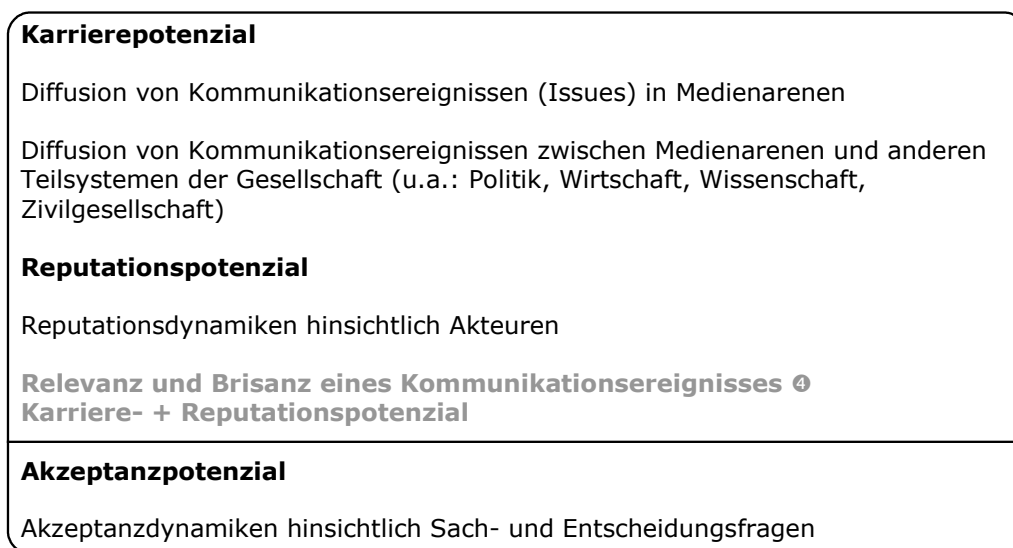 Karrierepotenzial
Diffusion von Kommunikationsereignissen (Issues) in Medienarenen
Diffusion von Kommunikationsereignissen zwischen Medienarenen und anderen
Teilsystemen der Gesellschaft (u.a.: Politik, Wirtschaft, Wissenschaft,
Zivilgesellschaft)
Reputationspotenzial
Reputationsdynamiken hinsichtlich Akteuren
Relevanz und Brisanz eines Kommunikationsereignisses ❹
Karriere- + Reputationspotenzial
Akzeptanzpotenzial
Akzeptanzdynamiken hinsichtlich Sach- und Entscheidungsfragen